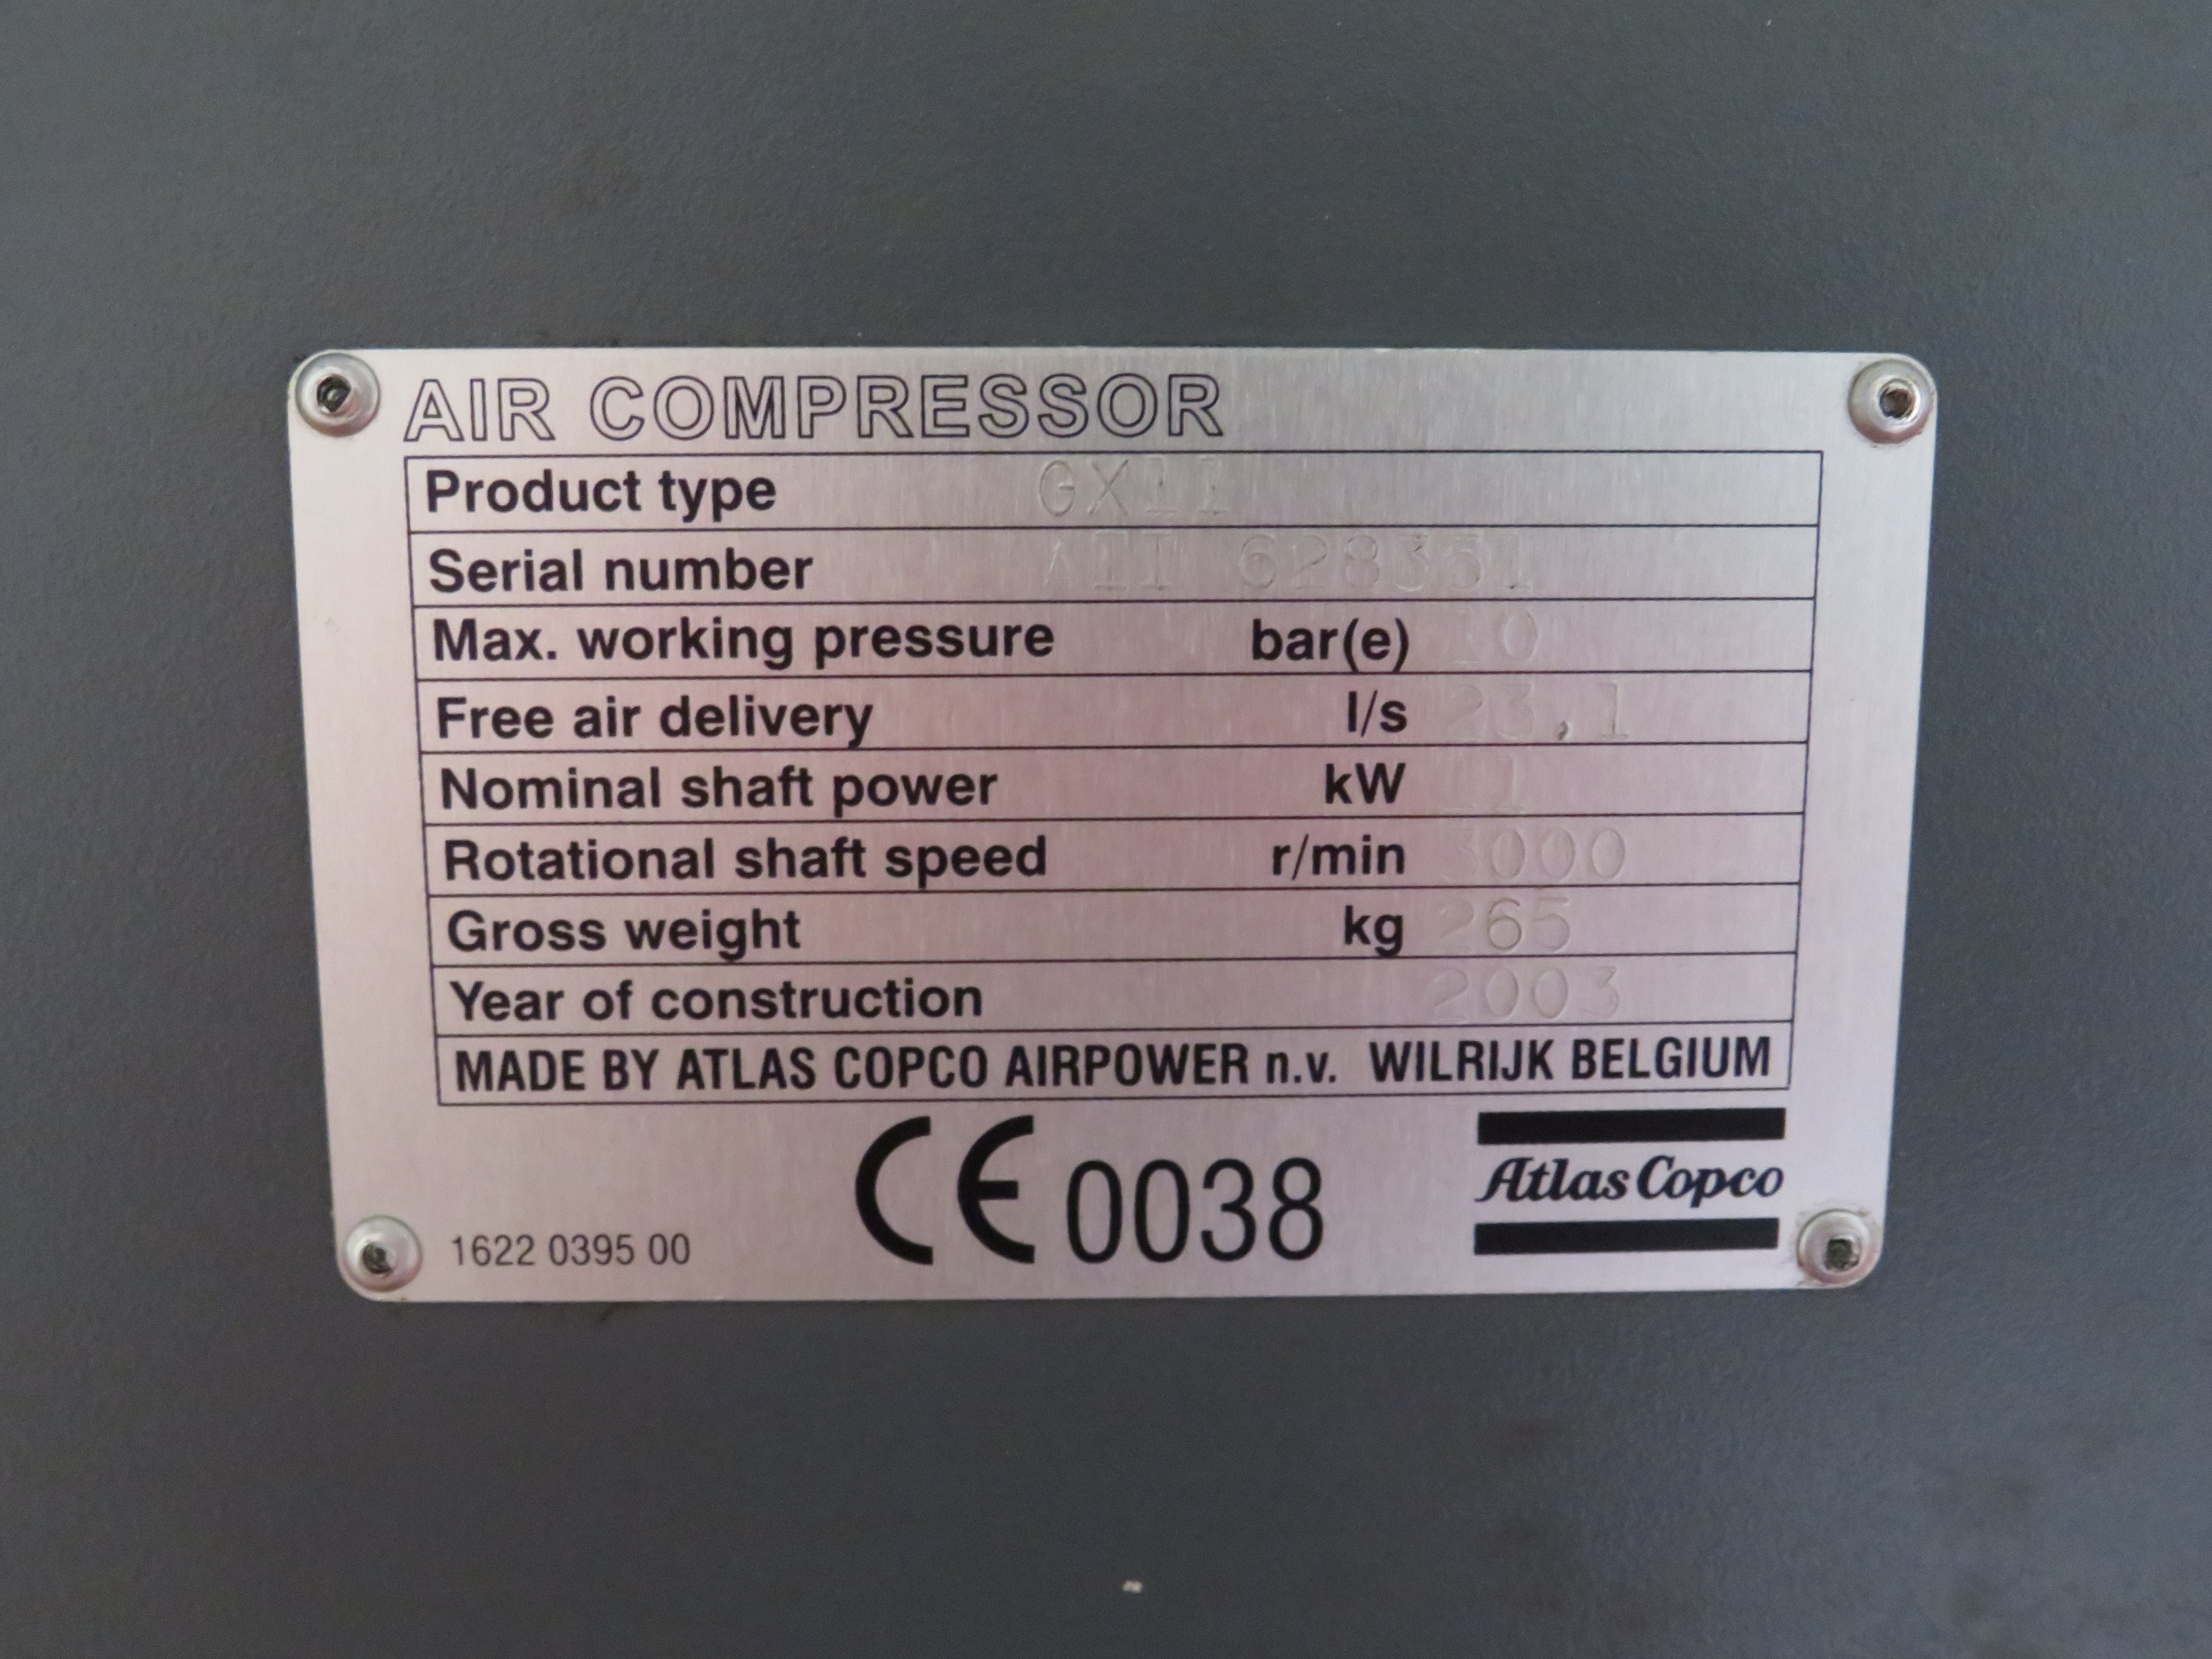 AIR COMPRESSOR
Product type GX11
Serial number AII 628351
Max. working pressure bar(e) 10
Free air delivery l/s 23,1
Nominal shaft power kW 11
Rotational shaft speed r/min 3000
Gross weight kg 265
Year of construction 2003
MADE BY ATLAS COPCO AIRPOWER n.v. WILRIJK BELGIUM
CE 0038
Atlas Copco
1622 0395 00